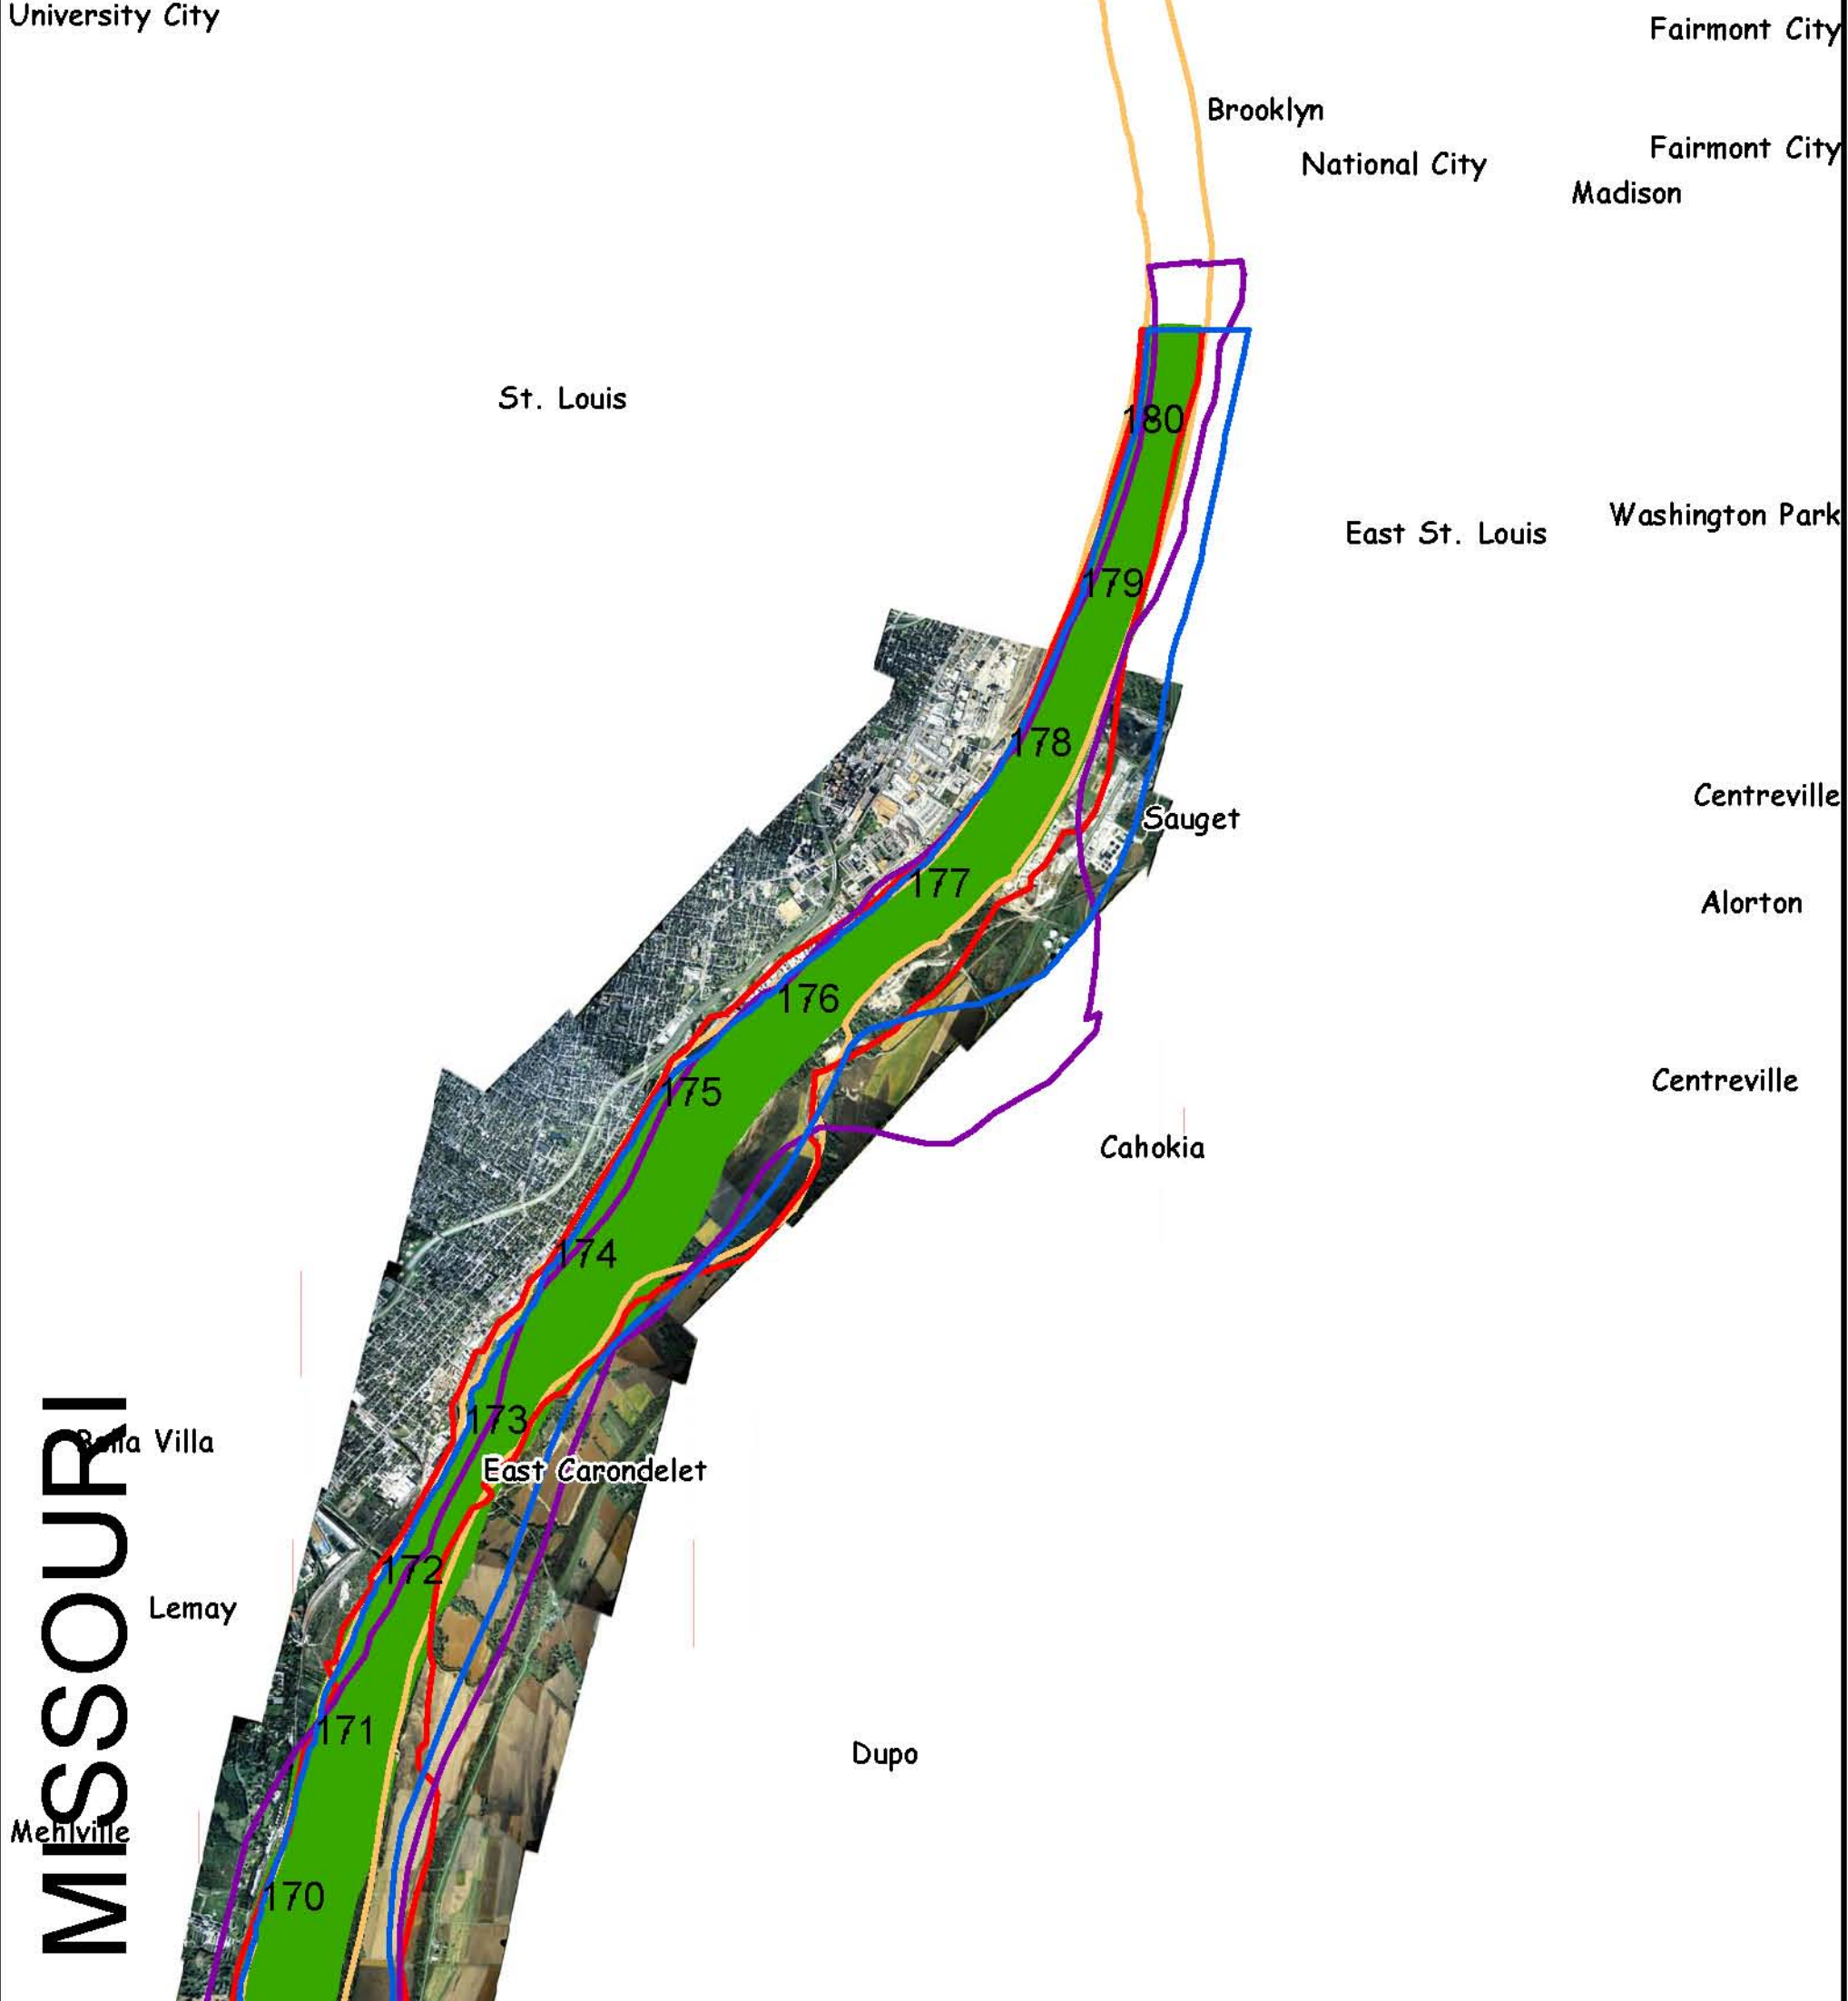 University City
Fairmont City
Brooklyn
Fairmont City
National City
Madison
St. Louis
180
Washington Park
East St. Louis
179
178
Centreville
Sauget
177
Alorton
176
Centreville
175
Cahokia
174
173
Bella Villa
East Carondelet
172
Lemay
MISSOURI
171
Dupo
Mehlville
170